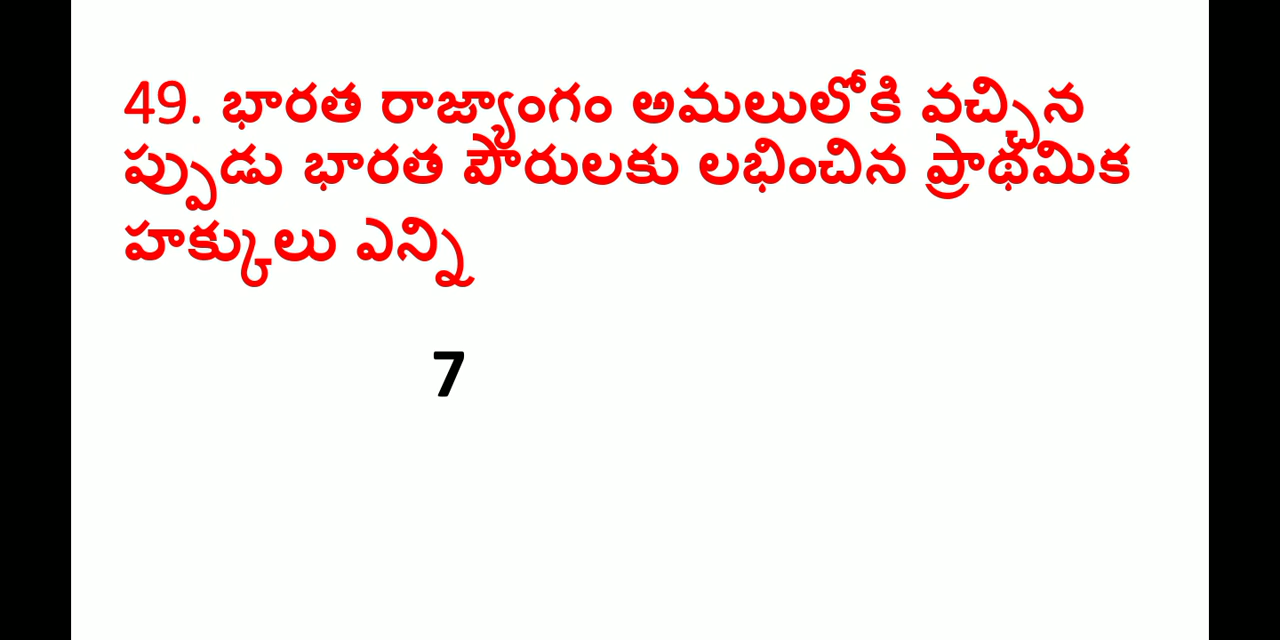 49. భారత రాజ్యాంగం అమలులోకి వచ్చిన
ప్పుడు భారత పౌరులకు లభించిన ప్రాథమిక
హక్కులు ఎన్ని
7